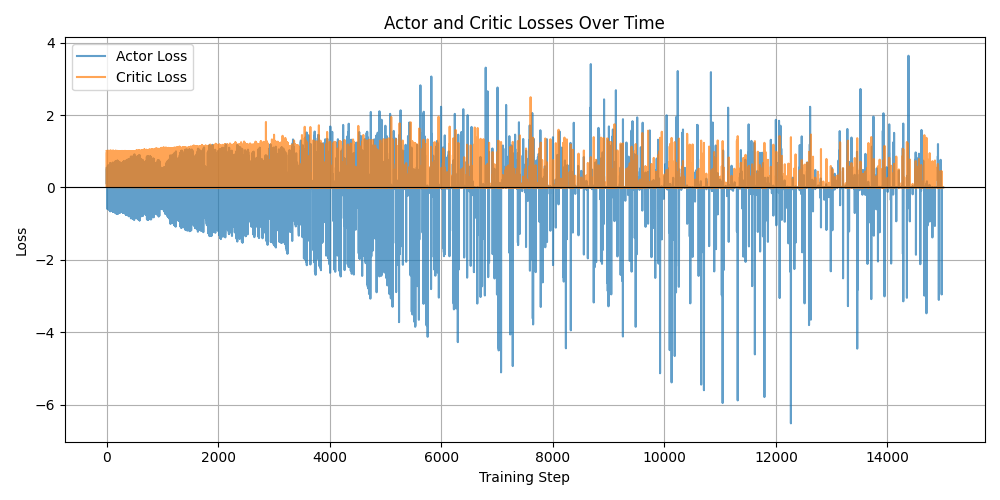 Actor and Critic Losses Over Time
Actor Loss
Critic Loss
Loss
4
2
0
−2
−4
−6
0 2000 4000 6000 8000 10000 12000 14000
Training Step